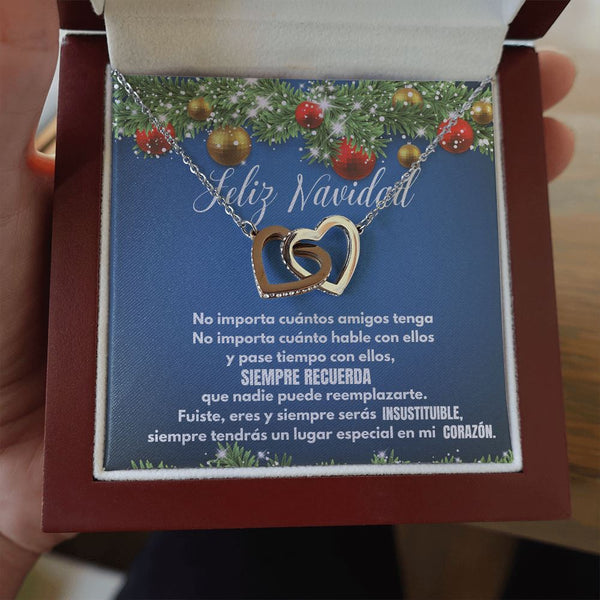 Feliz Navidad
No importa cuántos amigos tenga
No importa cuánto hable con ellos
y pase tiempo con ellos,
SIEMPRE RECUERDA
que nadie puede reemplazarte.
Fuiste, eres y siempre serás INSUSTITUIBLE,
siempre tendrás un lugar especial en mi CORAZÓN.